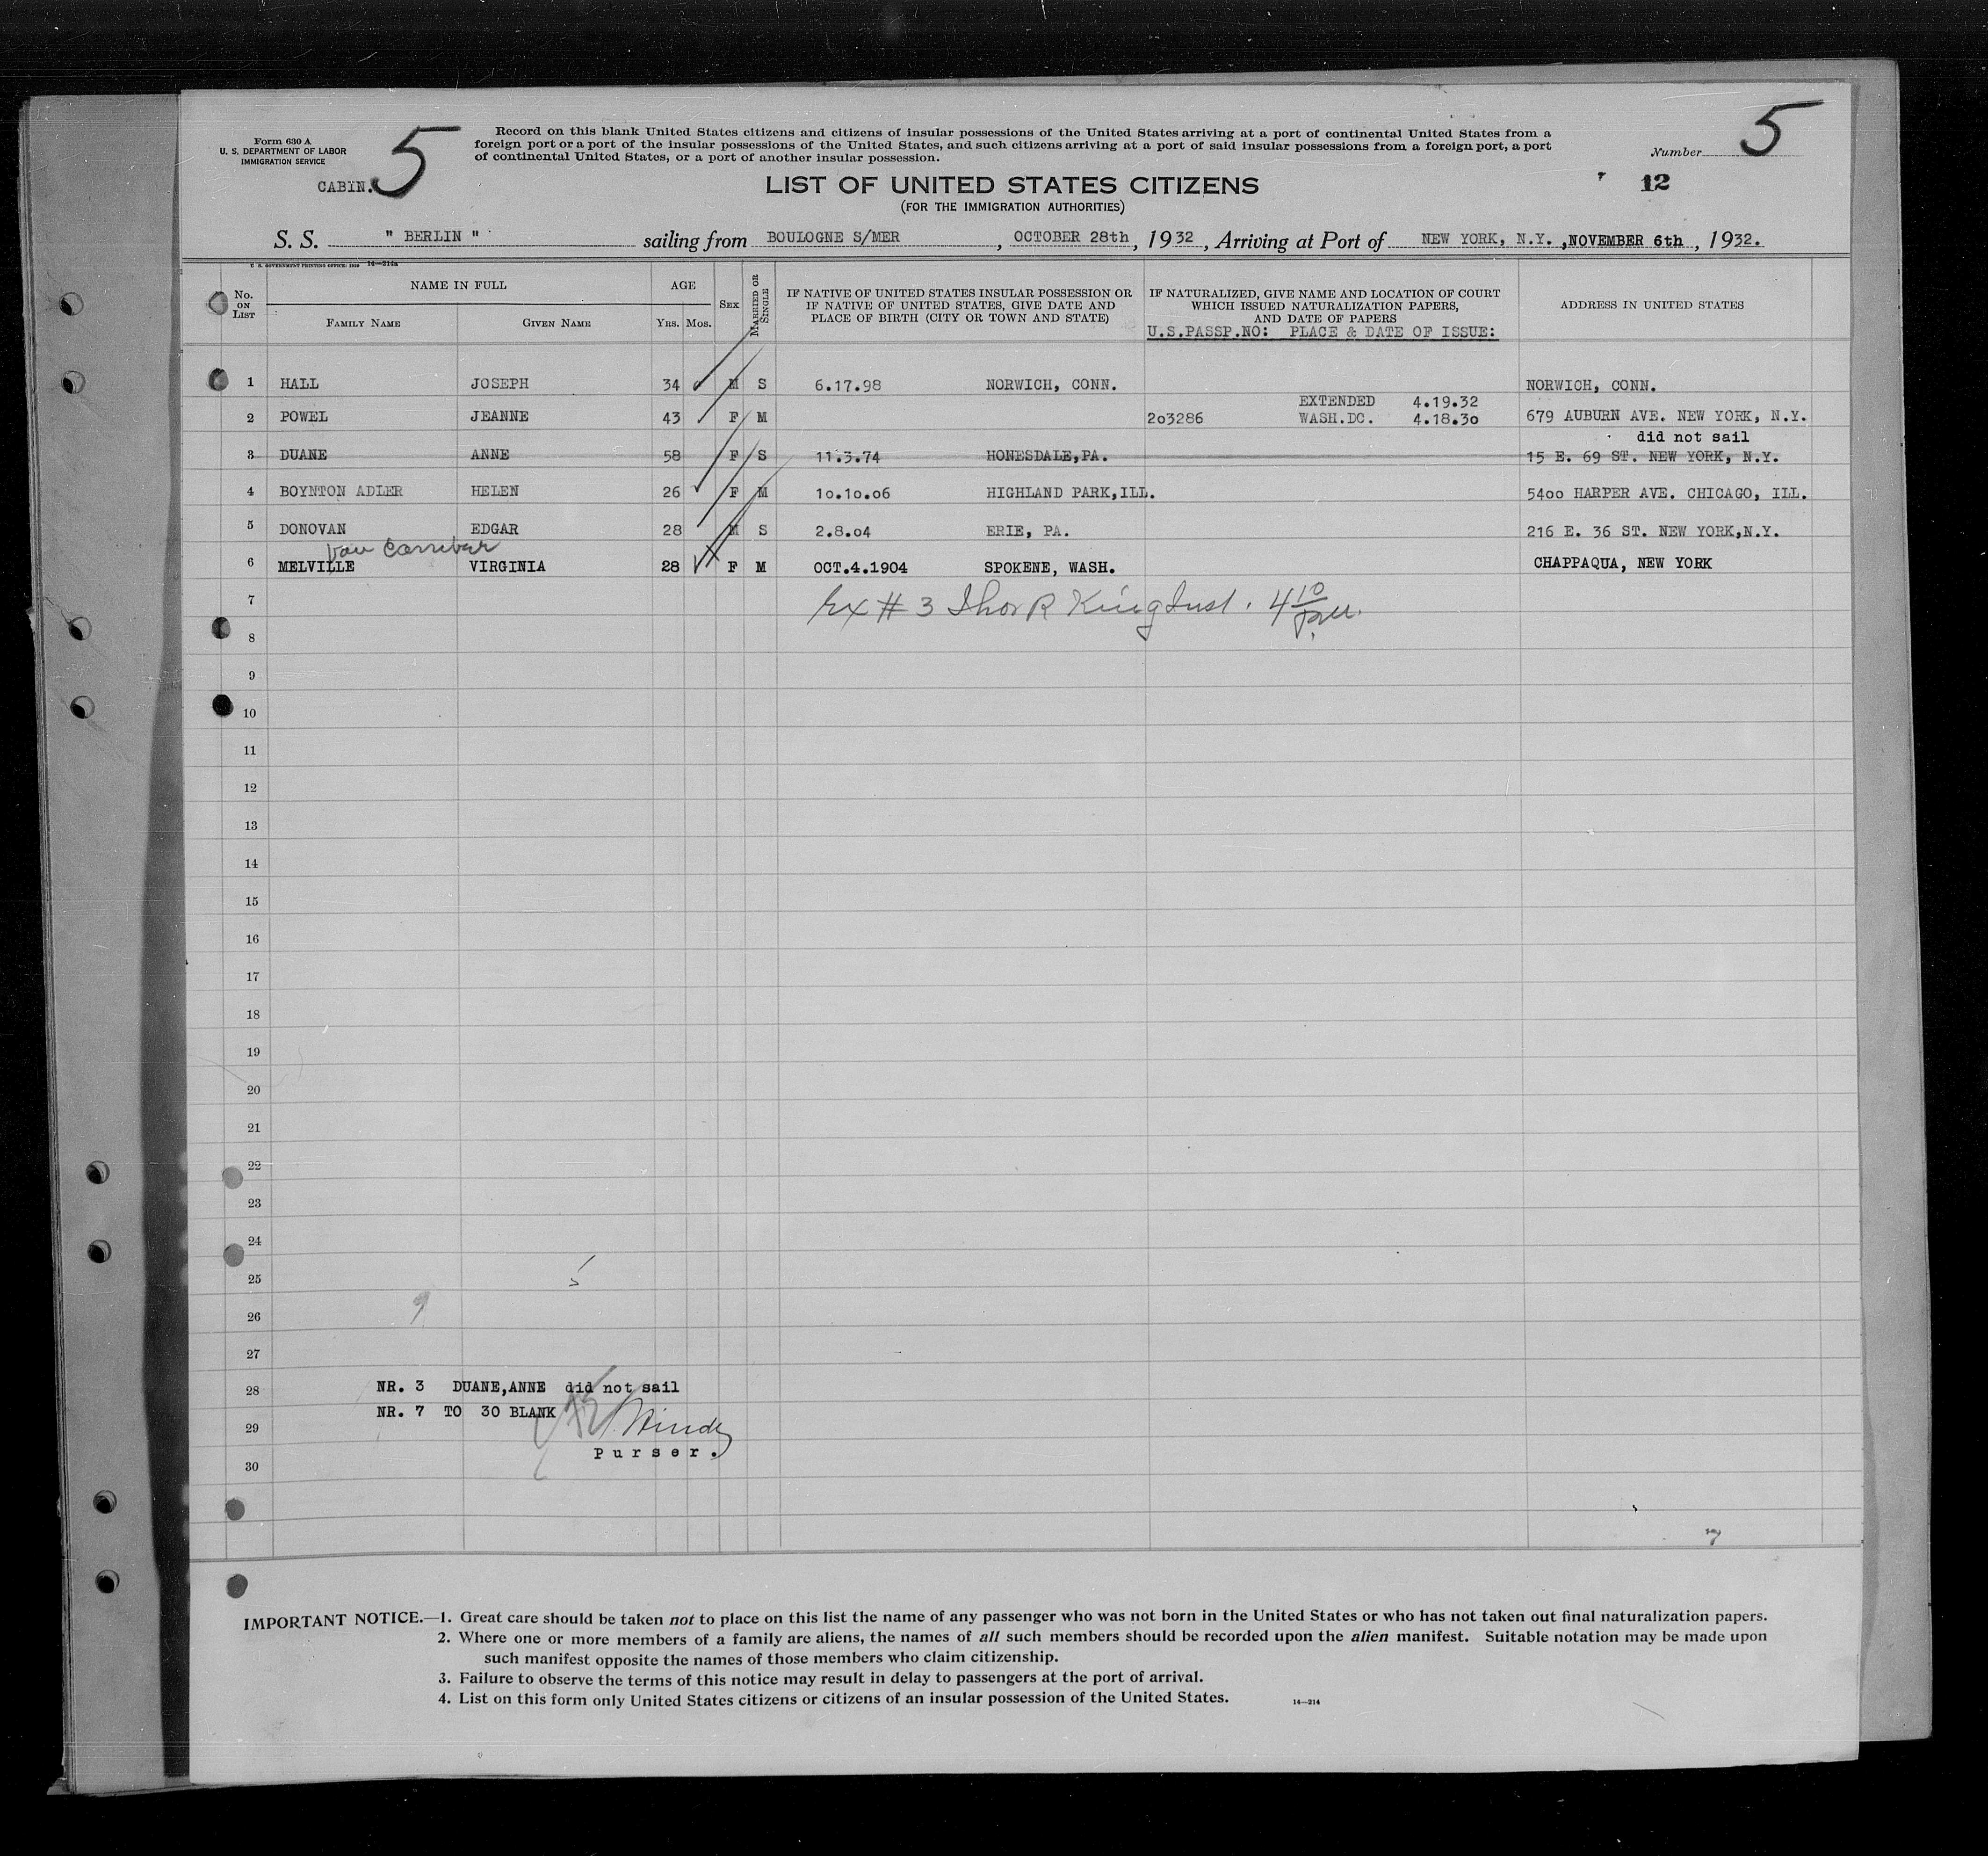 Form 630 A
U. S. DEPARTMENT OF LABOR
IMMIGRATION SERVICE
CABIN.
5
Record on this blank United States citizens and citizens of insular possessions of the United States arriving at a port of continental United States from a
foreign port or a port of the insular possessions of the United States, and such citizens arriving at a port of said insular possessions from a foreign port, a port
of continental United States, or a port of another insular possession.
Number 5
12
LIST OF UNITED STATES CITIZENS
(FOR THE IMMIGRATION AUTHORITIES)
S. S. " BERLIN " sailing from BOULOGNE S/MER, OCTOBER 28th, 1932, Arriving at Port of NEW YORK, N.Y., NOVEMBER 6th, 1932.
U. S. GOVERNMENT PRINTING OFFICE: 1930 14—214a
No. ON LIST
NAME IN FULL
FAMILY NAME GIVEN NAME
AGE
YRS. MOS.
SEX
MARRIED OR SINGLE
IF NATIVE OF UNITED STATES INSULAR POSSESSION OR
IF NATIVE OF UNITED STATES, GIVE DATE AND
PLACE OF BIRTH (CITY OR TOWN AND STATE)
IF NATURALIZED, GIVE NAME AND LOCATION OF COURT
WHICH ISSUED NATURALIZATION PAPERS,
AND DATE OF PAPERS
U.S.PASSP.NO: PLACE & DATE OF ISSUE:
ADDRESS IN UNITED STATES
1 HALL JOSEPH 34 M S 6.17.98 NORWICH, CONN. NORWICH, CONN.
EXTENDED 4.19.32
2 POWEL JEANNE 43 F M 203286 WASH.DC. 4.18.30 679 AUBURN AVE. NEW YORK, N.Y.
did not sail
3 DUANE ANNE 58 F S 11.3.74 HONESDALE,PA. 15 E. 69 ST. NEW YORK, N.Y.
4 BOYNTON ADLER HELEN 26 F M 10.10.06 HIGHLAND PARK,ILL. 5400 HARPER AVE. CHICAGO, ILL.
5 DONOVAN EDGAR 28 M S 2.8.04 ERIE, PA. 216 E. 36 ST. NEW YORK,N.Y.
6 MELVILLE VIRGINIA 28 F M OCT.4.1904 SPOKENE, WASH. CHAPPAQUA, NEW YORK
7
Ex # 3 Thos R King Insp. 4 10
8
9
10
11
12
13
14
15
16
17
18
19
20
21
22
23
24
25
26
27
28 NR. 3 DUANE,ANNE did not sail
NR. 7 TO 30 BLANK
29
Purser.
30
IMPORTANT NOTICE.—1. Great care should be taken not to place on this list the name of any passenger who was not born in the United States or who has not taken out final naturalization papers.
2. Where one or more members of a family are aliens, the names of all such members should be recorded upon the alien manifest. Suitable notation may be made upon
such manifest opposite the names of those members who claim citizenship.
3. Failure to observe the terms of this notice may result in delay to passengers at the port of arrival.
4. List on this form only United States citizens or citizens of an insular possession of the United States. 14—214